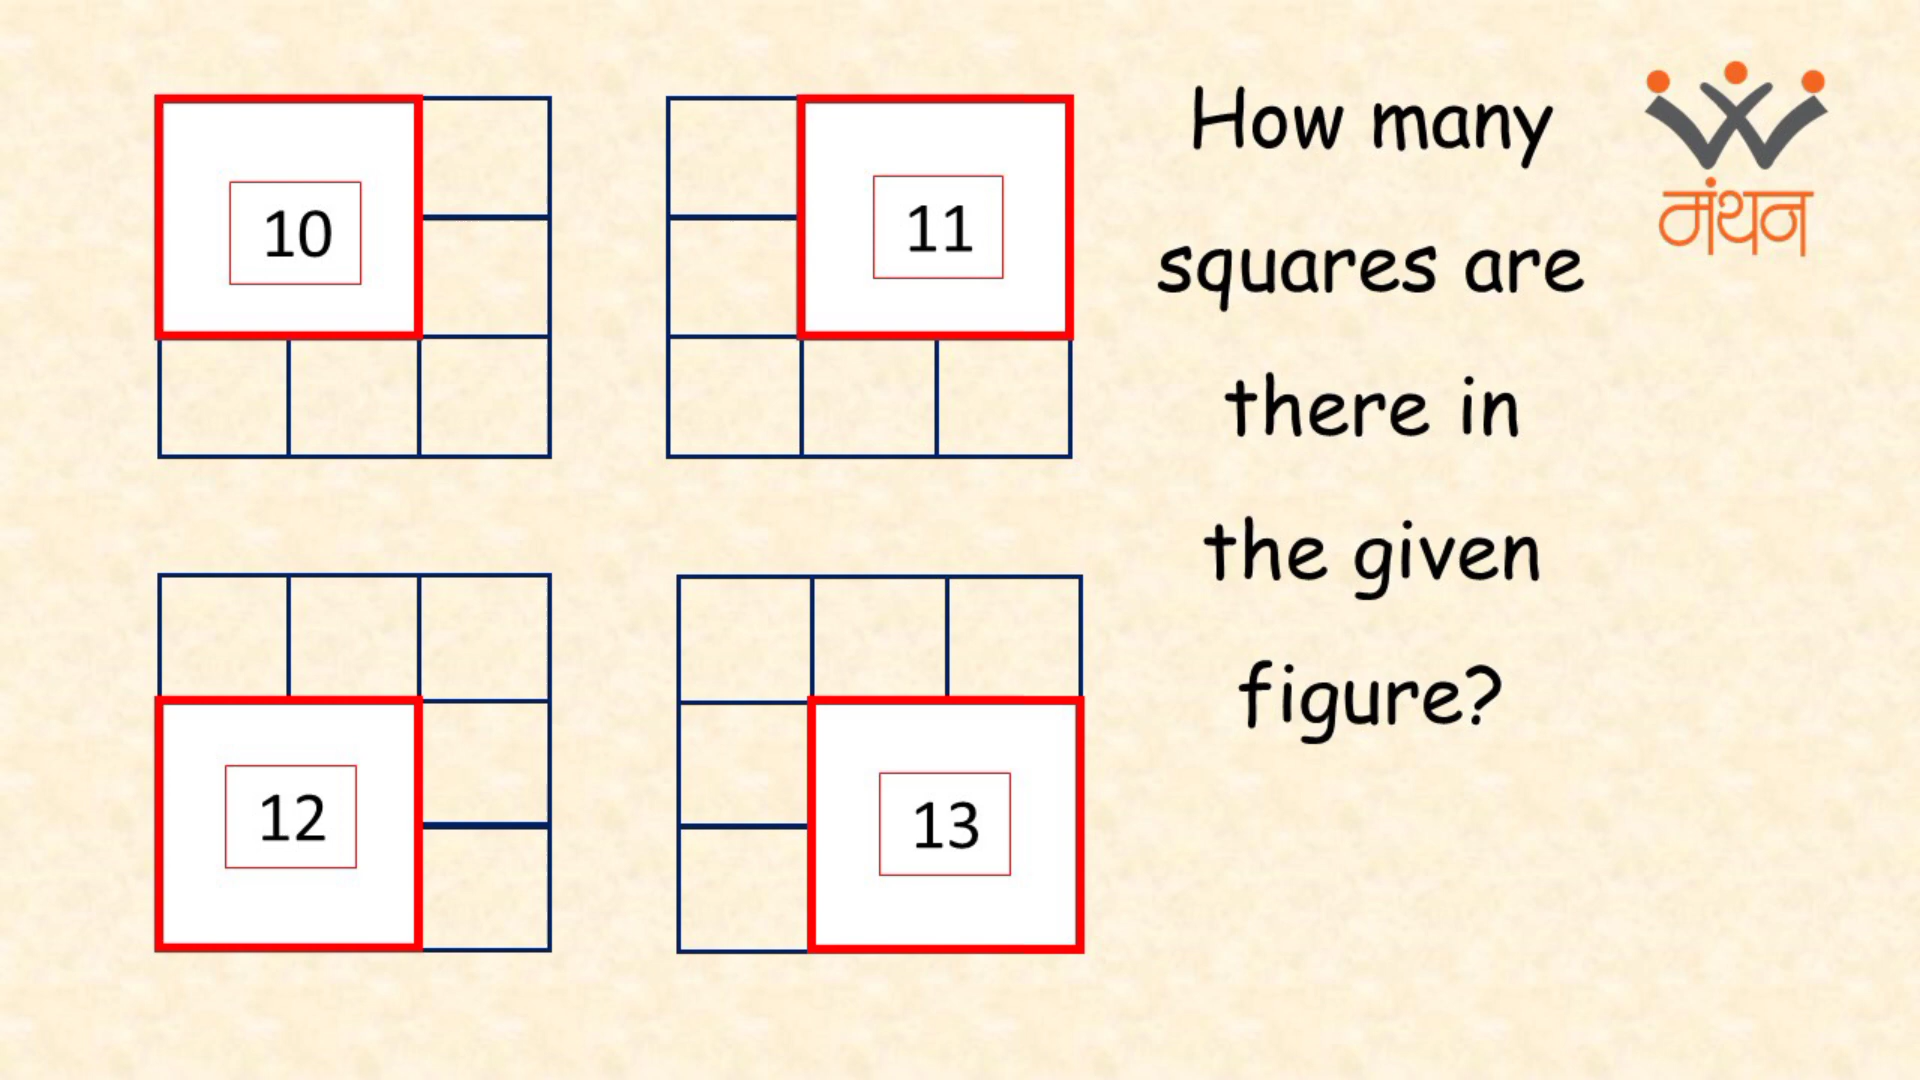 10
11
12
13
How many
squares are
there in
the given
figure?
मंथन